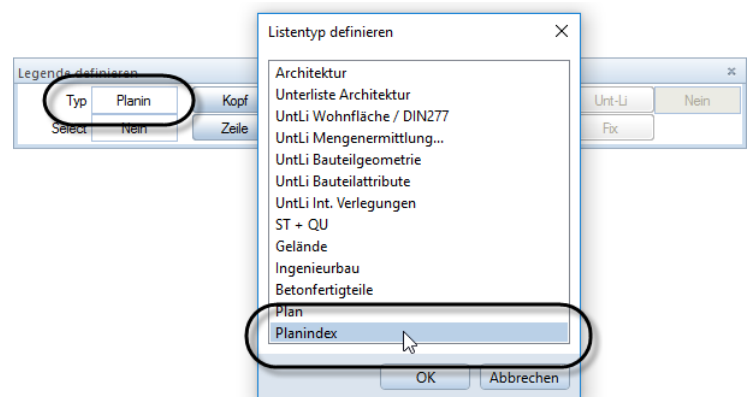 Listentyp definieren
Legende definieren
Typ Planin Kopf Unt-Li Nein
Select Nein Zeile Fix
Architektur
Unterliste Architektur
UntLi Wohnfläche / DIN277
UntLi Mengenermittlung...
UntLi Bauteilgeometrie
UntLi Bauteilattribute
UntLi Int. Verlegungen
ST + QU
Gelände
Ingenieurbau
Betonfertigteile
Plan
Planindex
OK Abbrechen